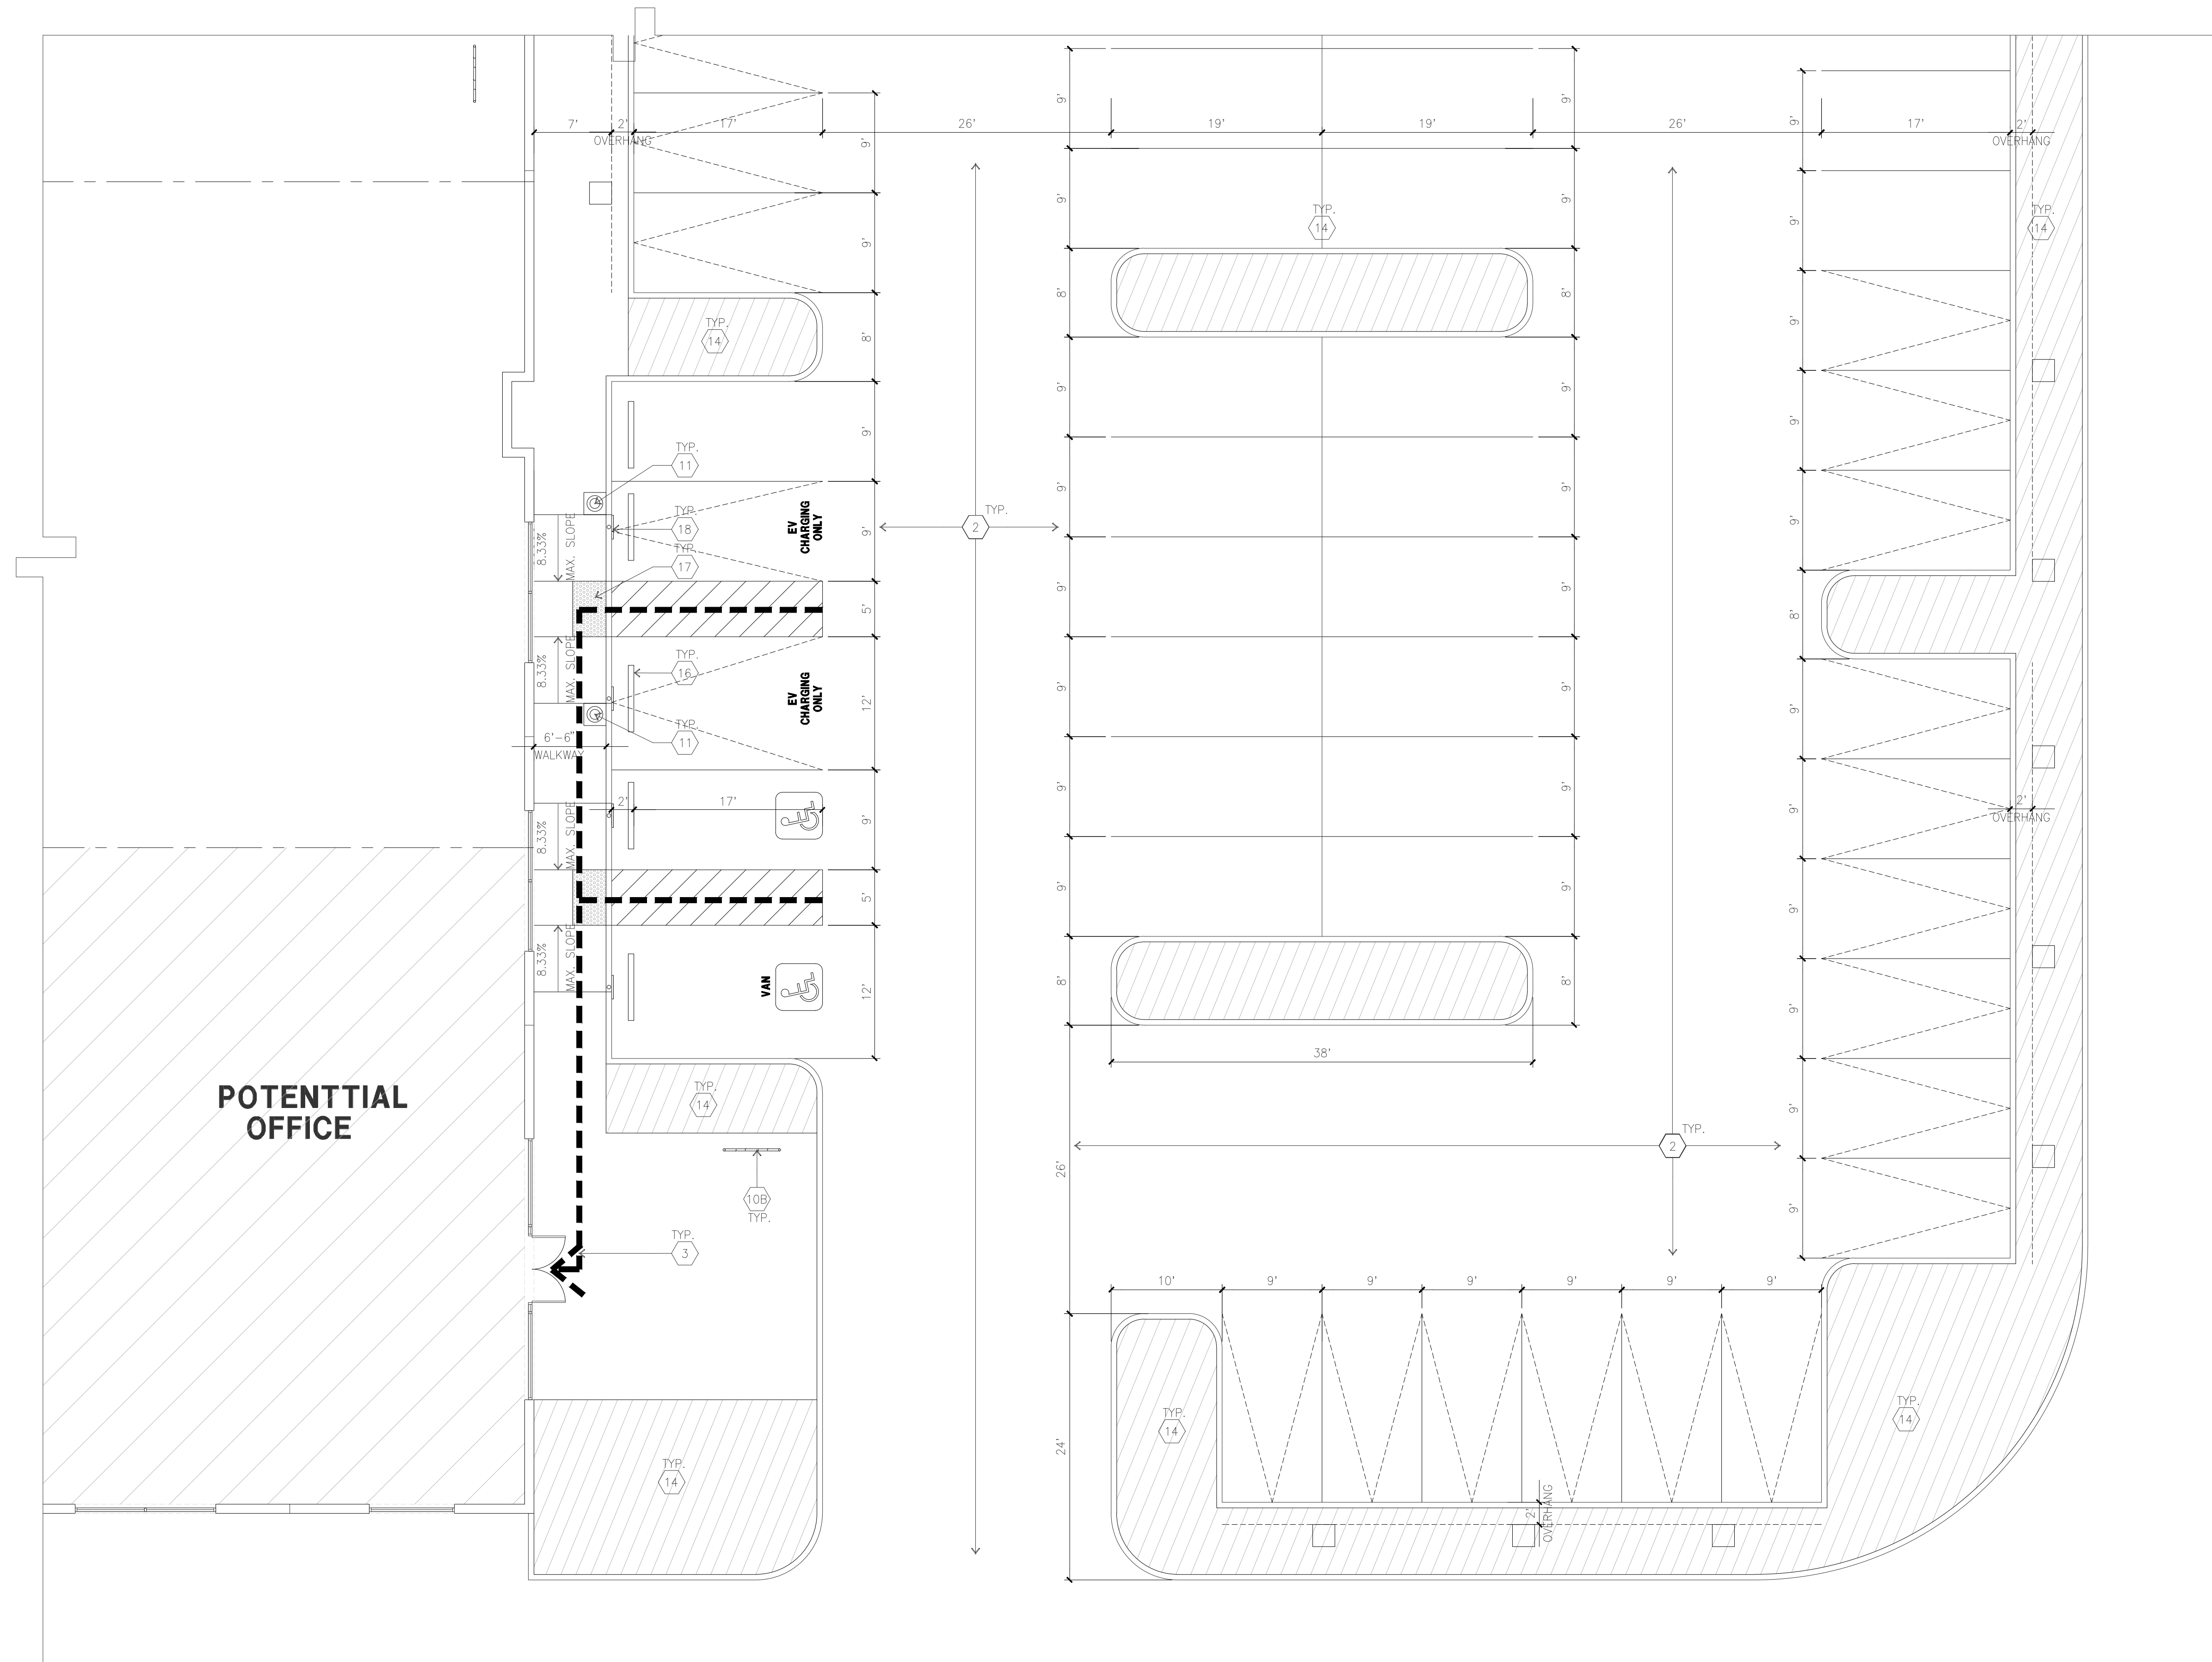 7'
2'
OVERHANG
17'
26'
19'
19'
26'
17'
2'
OVERHANG
9'
9'
9'
9'
9'
9'
9'
TYP.
14
TYP.
14
9'
9'
8'
8'
8'
9'
TYP.
14
9'
9'
9'
9'
9'
TYP.
11
9'
9'
9'
TYP.
18
EV
CHARGING
ONLY
TYP.
2
8.33%
MAX. SLOPE
9'
TYP.
17
5'
9'
9'
8'
8.33%
MAX. SLOPE
TYP.
16
EV
CHARGING
ONLY
12'
9'
9'
9'
TYP.
11
6'-6"
WALKWAY
2'
17'
9'
9'
9'
9'
2'
OVERHANG
8.33%
MAX. SLOPE
5'
9'
9'
9'
8.33%
MAX. SLOPE
VAN
12'
8'
8'
9'
38'
9'
POTENTTIAL
OFFICE
TYP.
14
TYP.
2
9'
26'
10B
TYP.
9'
TYP.
3
10'
9'
9'
9'
9'
9'
9'
TYP.
14
TYP.
14
24'
TYP.
14
2'
OVERHANG